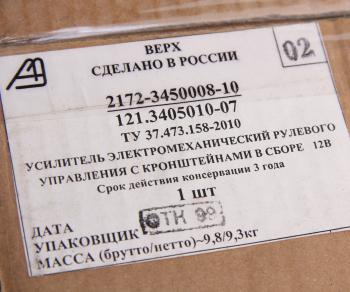 ВЕРХ
СДЕЛАНО В РОССИИ
02
2172-3450008-10
121.3405010-07
ТУ 37.473.158-2010
УСИЛИТЕЛЬ ЭЛЕКТРОМЕХАНИЧЕСКИЙ РУЛЕВОГО
УПРАВЛЕНИЯ С КРОНШТЕЙНАМИ В СБОРЕ 12В
Срок действия консервации 3 года
1 шт
ДАТА
УПАКОВЩИК ОТК 99
МАССА (брутто/нетто)~9,8/9,3кг